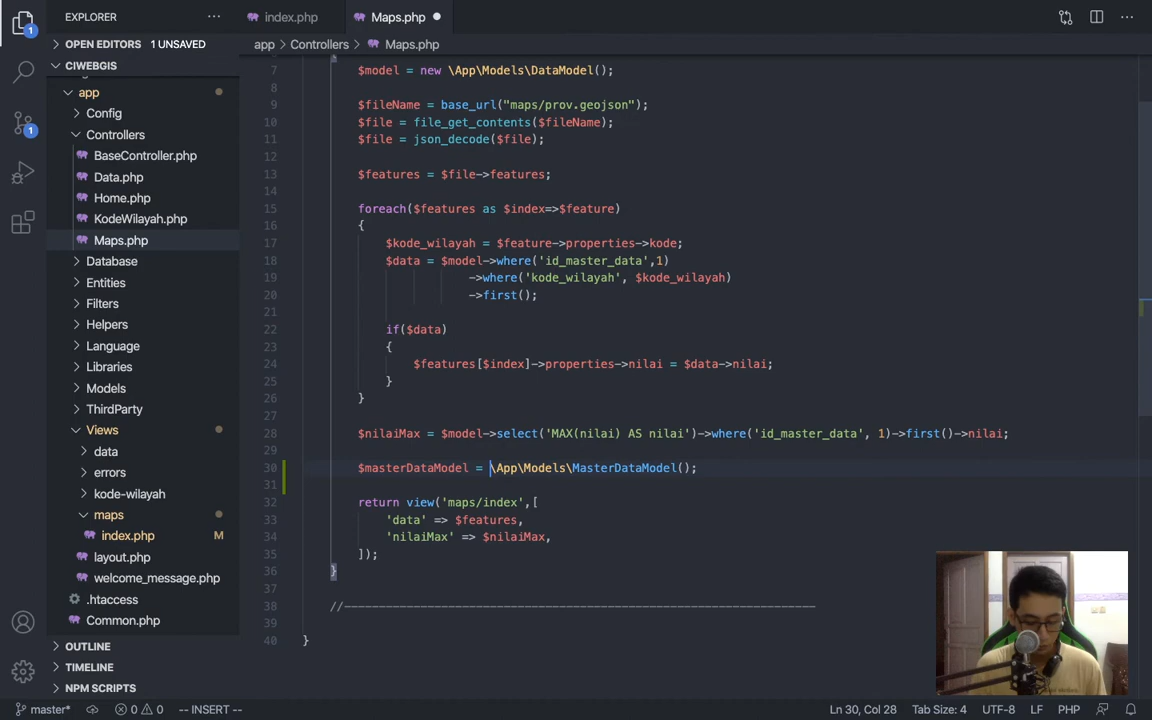 EXPLORER ···
index.php
Maps.php
1
OPEN EDITORS 1 UNSAVED
app > Controllers > Maps.php
CIWEBGIS
app
Config
Controllers
BaseController.php
Data.php
Home.php
KodeWilayah.php
Maps.php
Database
Entities
Filters
Helpers
Language
Libraries
Models
ThirdParty
Views
data
errors
kode-wilayah
maps
index.php M
layout.php
welcome_message.php
.htaccess
Common.php
OUTLINE
TIMELINE
NPM SCRIPTS
1
7 $model = new \App\Models\DataModel();
8
9 $fileName = base_url("maps/prov.geojson");
10 $file = file_get_contents($fileName);
11 $file = json_decode($file);
12
13 $features = $file->features;
14
15 foreach($features as $index=>$feature)
16 {
17 $kode_wilayah = $feature->properties->kode;
18 $data = $model->where('id_master_data',1)
19 ->where('kode_wilayah', $kode_wilayah)
20 ->first();
21
22 if($data)
23 {
24 $features[$index]->properties->nilai = $data->nilai;
25 }
26 }
27
28 $nilaiMax = $model->select('MAX(nilai) AS nilai')->where('id_master_data', 1)->first()->nilai;
29
30 $masterDataModel = \App\Models\MasterDataModel();
31
32 return view('maps/index',[
33 'data' => $features,
34 'nilaiMax' => $nilaiMax,
35 ]);
36 }
37
38 //--------------------------------------------------------------------
39
40 }
master* 0 0 -- INSERT -- Ln 30, Col 28 Tab Size: 4 UTF-8 LF PHP